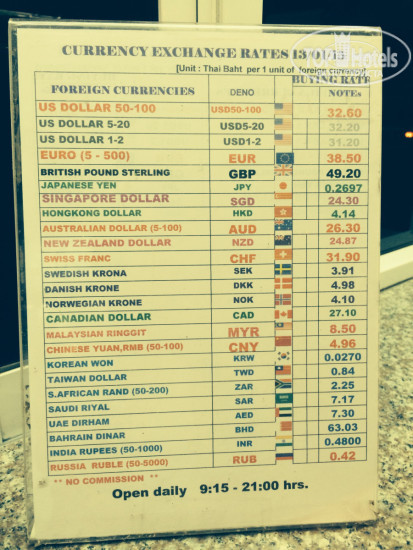 CURRENCY EXCHANGE RATES 13/01/15
[Unit : Thai Baht per 1 unit of foreign currency]
BUYING RATE
FOREIGN CURRENCIES DENO NOTEs
US DOLLAR 50-100 USD50-100 32.60
US DOLLAR 5-20 USD5-20 32.20
US DOLLAR 1-2 USD1-2 31.20
EURO (5 - 500) EUR 38.50
BRITISH POUND STERLING GBP 49.20
JAPANESE YEN JPY 0.2697
SINGAPORE DOLLAR SGD 24.30
HONGKONG DOLLAR HKD 4.14
AUSTRALIAN DOLLAR (5-100) AUD 26.30
NEW ZEALAND DOLLAR NZD 24.87
SWISS FRANC CHF 31.90
SWEDISH KRONA SEK 3.91
DANISH KRONE DKK 4.98
NORWEGIAN KRONE NOK 4.10
CANADIAN DOLLAR CAD 27.10
MALAYSIAN RINGGIT MYR 8.50
CHINESE YUAN,RMB (50-100) CNY 4.96
KOREAN WON KRW 0.0270
TAIWAN DOLLAR TWD 0.84
S.AFRICAN RAND (50-200) ZAR 2.25
SAUDI RIYAL SAR 7.17
UAE DIRHAM AED 7.30
BAHRAIN DINAR BHD 63.03
INDIA RUPEES (50-1000) INR 0.4800
RUSSIA RUBLE (50-5000) RUB 0.42
** NO COMMISSION **
Open daily 9:15 - 21:00 hrs.